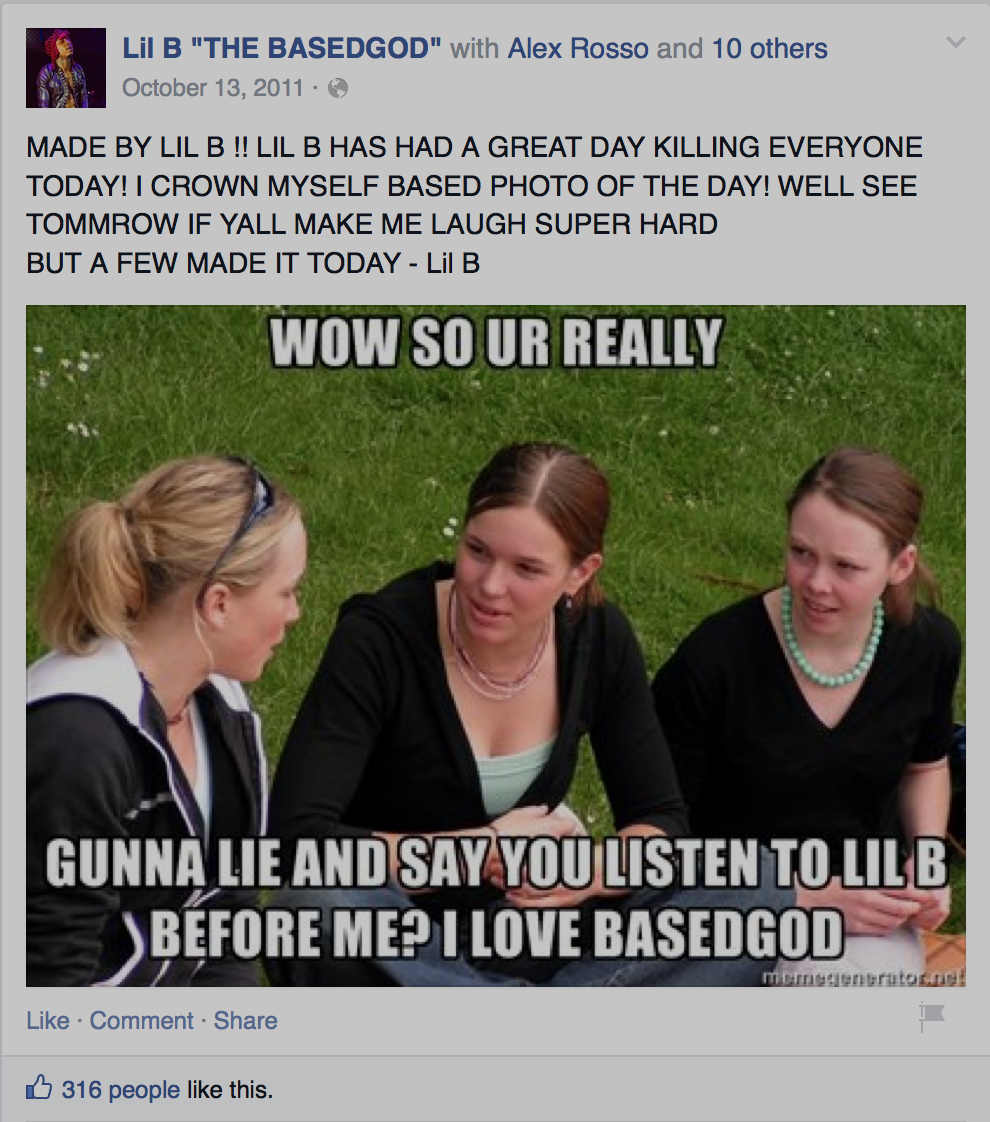 Lil B "THE BASEDGOD" with Alex Rosso and 10 others
October 13, 2011 ·
MADE BY LIL B !! LIL B HAS HAD A GREAT DAY KILLING EVERYONE
TODAY! I CROWN MYSELF BASED PHOTO OF THE DAY! WELL SEE
TOMMROW IF YALL MAKE ME LAUGH SUPER HARD
BUT A FEW MADE IT TODAY - Lil B
WOW SO UR REALLY
GUNNA LIE AND SAY YOU LISTEN TO LIL B
BEFORE ME? I LOVE BASEDGOD
memegenerator.net
Like · Comment · Share
316 people like this.